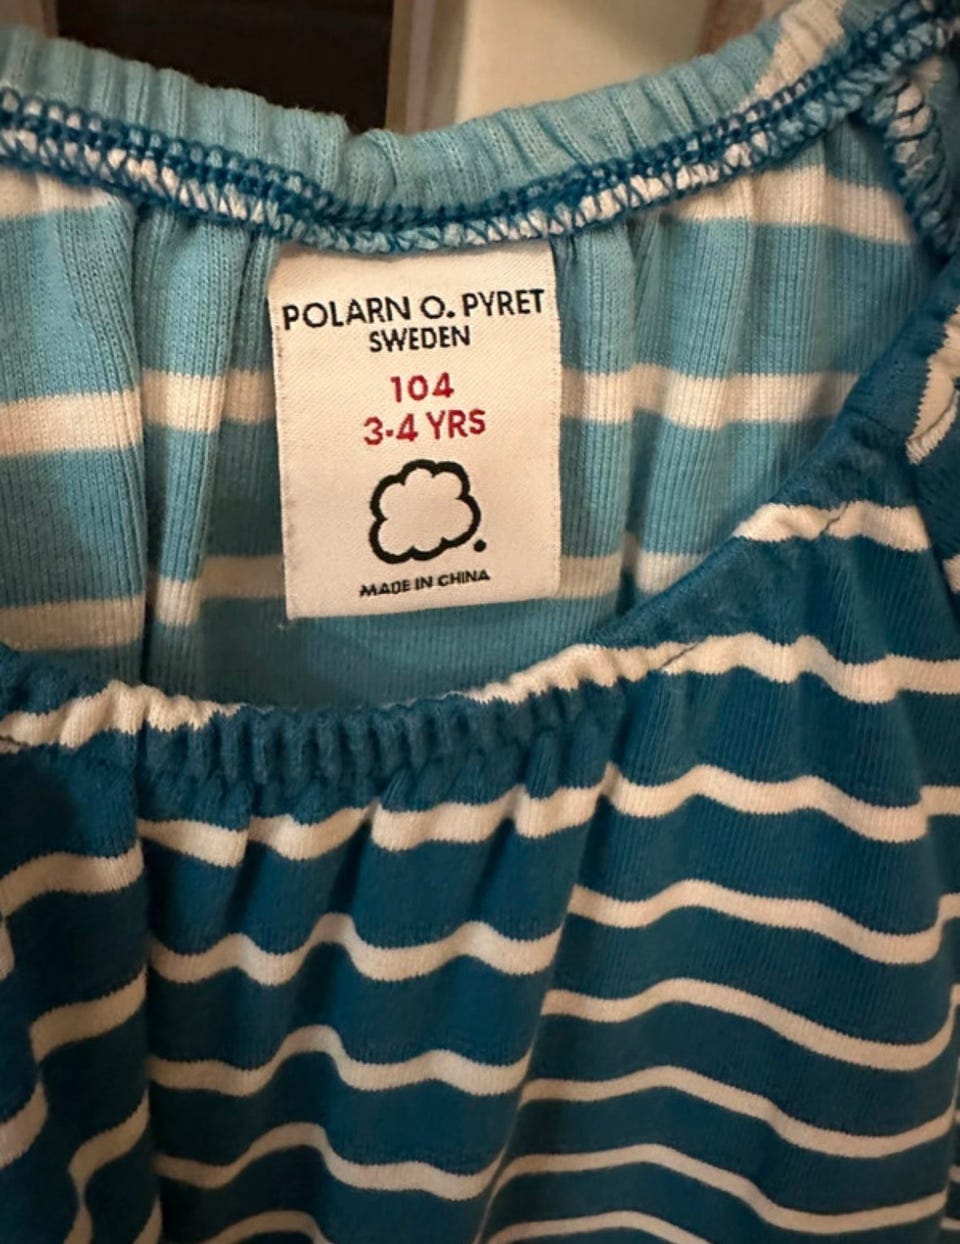 POLARN O. PYRET
SWEDEN
104
3-4 YRS
MADE IN CHINA